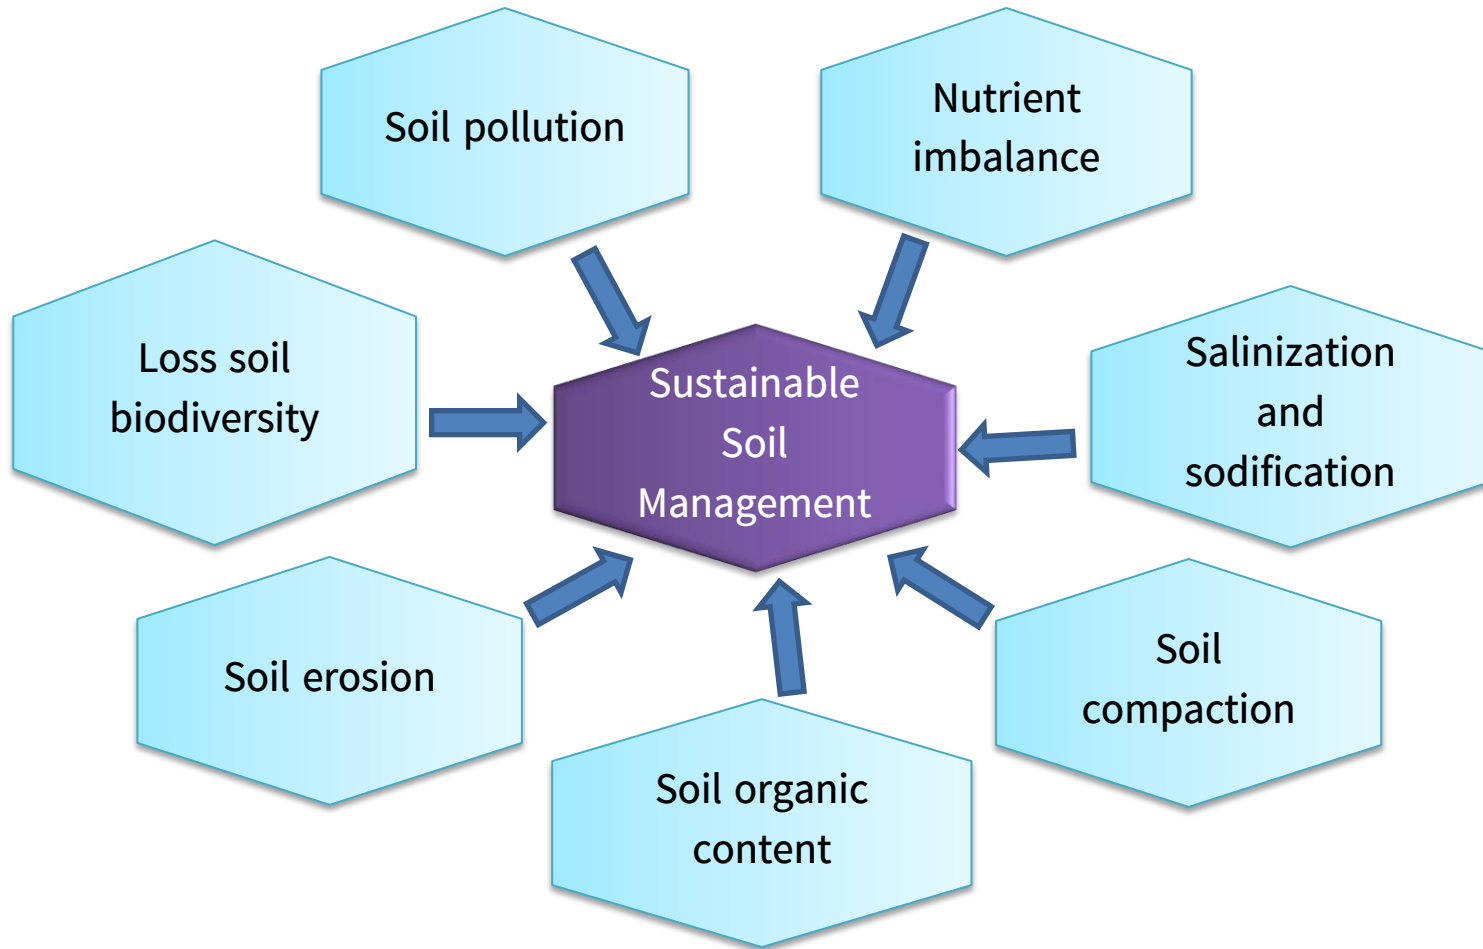 Soil pollution
Nutrient
imbalance
Loss soil
biodiversity
Sustainable
Soil
Management
Salinization
and
sodification
Soil erosion
Soil organic
content
Soil
compaction